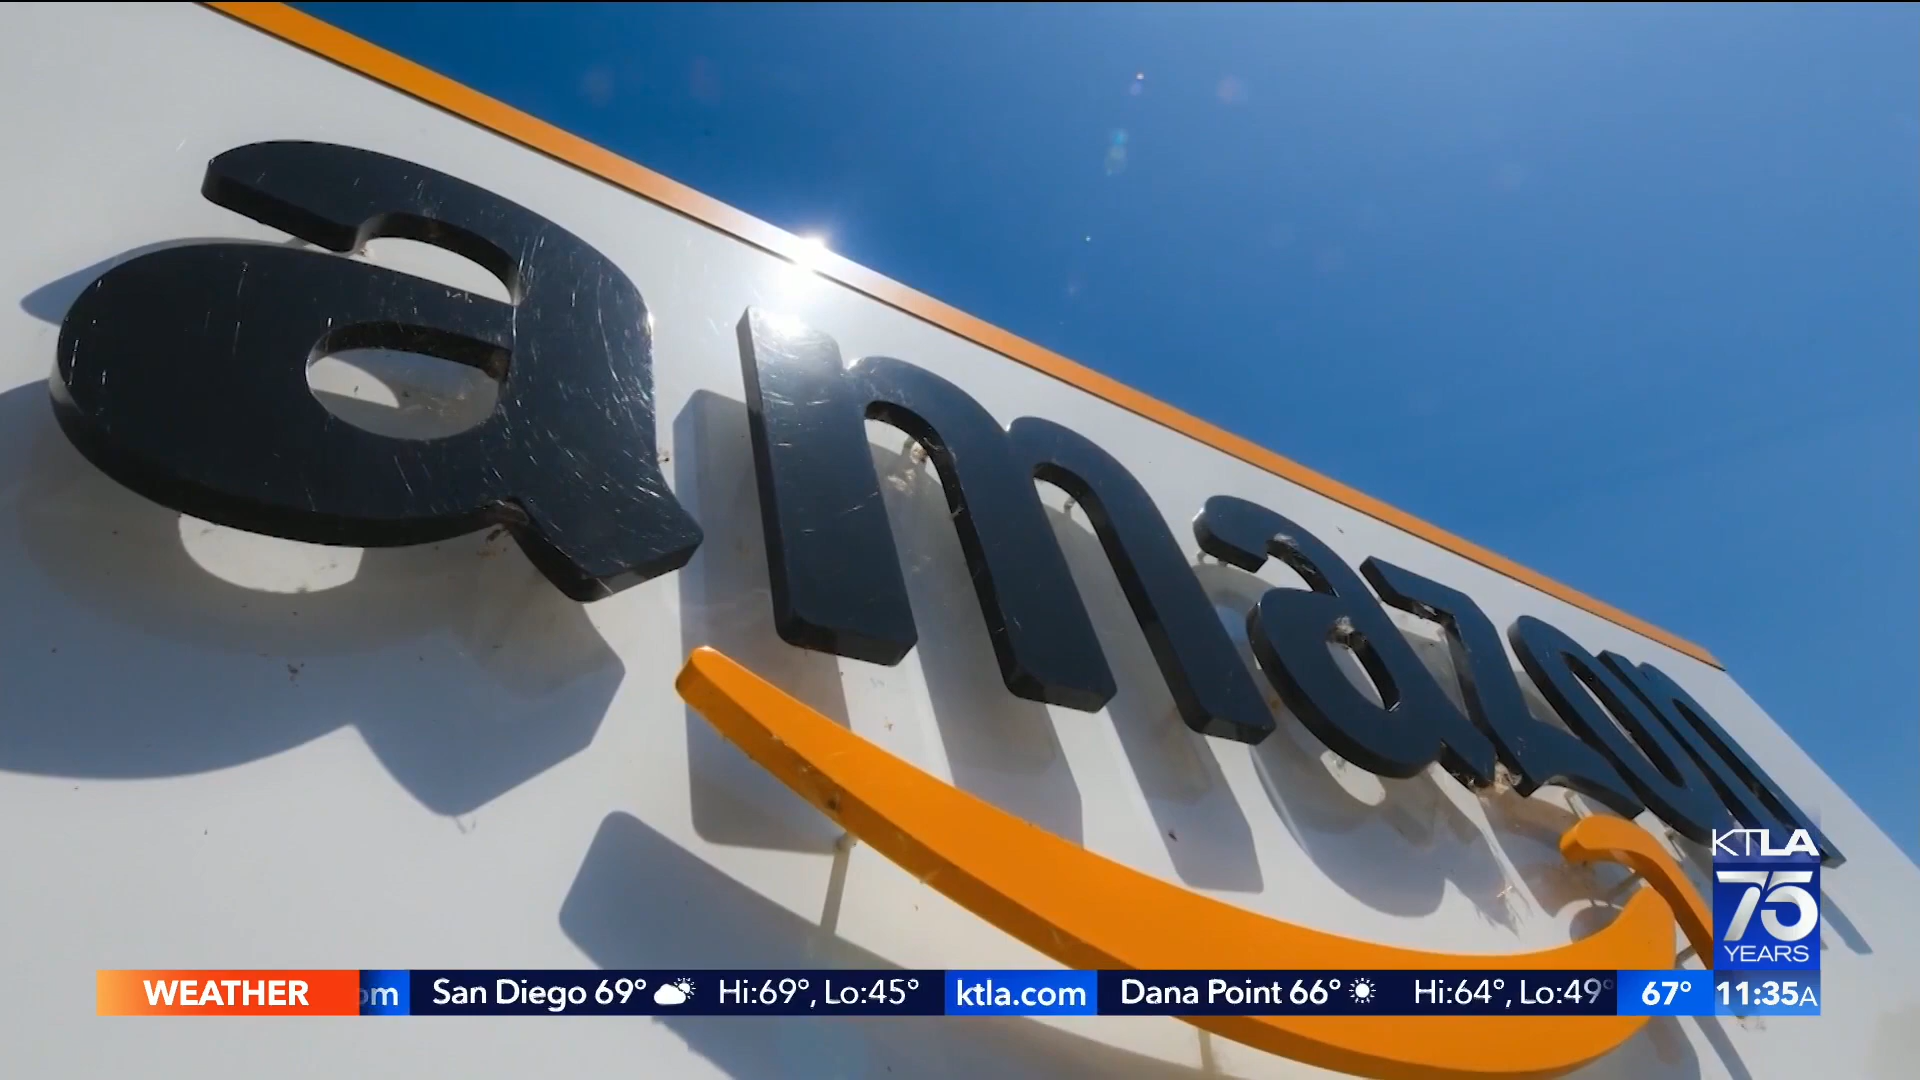 amazon
KTLA
75
YEARS
WEATHER om San Diego 69° Hi:69°, Lo:45° ktla.com Dana Point 66° Hi:64°, Lo:49° 67° 11:35A